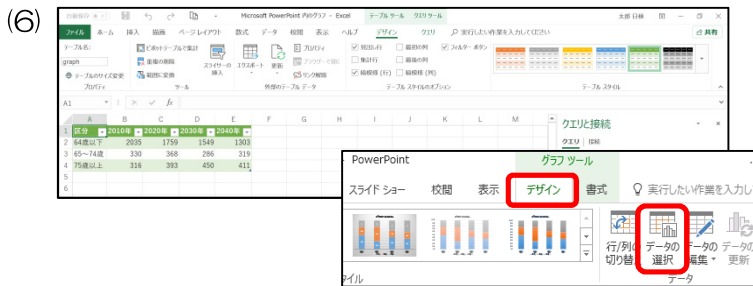 (6)
自動保存
Microsoft PowerPoint 内のグラフ - Excel
テーブル ツール クエリ ツール
太郎 日積
ファイル ホーム 挿入 描画 ページ レイアウト 数式 データ 校閲 表示 ヘルプ デザイン クエリ 実行したい作業を入力してください 共有
テーブル名:
graph
テーブルのサイズ変更
プロパティ
ピボットテーブルで集計
重複の削除
範囲に変換
スライサーの挿入
ツール
エクスポート 更新
プロパティ
ブラウザーで開く
リンク解除
外部のテーブル データ
見出し行 最初の列 フィルター ボタン
集計行 最後の列
縞模様 (行) 縞模様 (列)
テーブル スタイルのオプション
テーブル スタイル
A1 fx
A B C D E F G H I J K L M
1 区分 2010年 2020年 2030年 2040年
2 64歳以下 2035 1759 1549 1303
3 65~74歳 330 368 286 319
4 75歳以上 316 393 450 411
5
6
クエリと接続
クエリ 接続
PowerPoint グラフ ツール
スライド ショー 校閲 表示 デザイン 書式 実行したい作業を入力し
行/列の切り替え データの選択 データの編集 データの更新
タイル データ